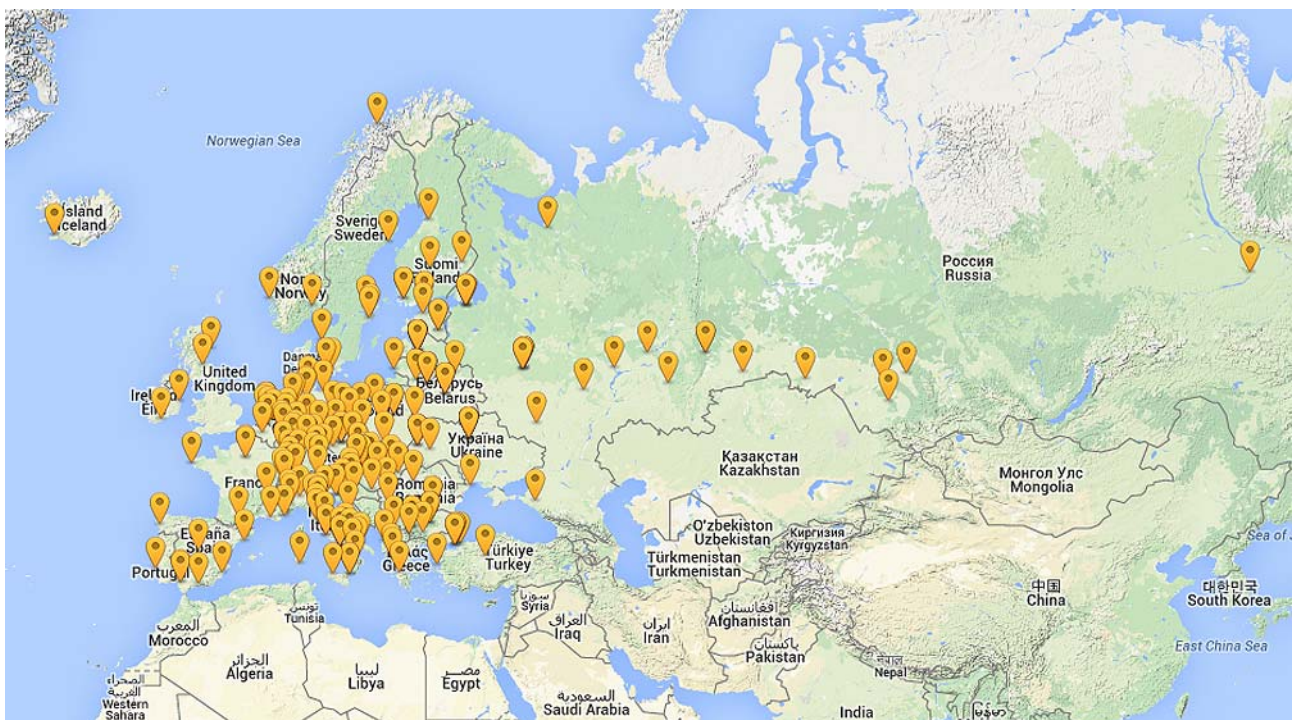 Norwegian Sea
Ísland
Iceland
Sverige
Sweden
Suomi
Finland
Norge
Norway
Россия
Russia
United
Kingdom
Беларусь
Belarus
Україна
Ukraine
Қазақстан
Kazakhstan
Монгол Улс
Mongolia
France
România
Romania
España
Spain
Portugal
Ελλάς
Greece
Türkiye
Turkey
O'zbekiston
Uzbekistan
Кыргызия
Kyrgyzstan
Türkmenistan
Turkmenistan
Sea of J
대한민국
South Korea
中国
China
East China Sea
تونس
Tunisia
المغرب
Morocco
سوريا
Syria
العراق
Iraq
ایران
Iran
افغانستان
Afghanistan
پاکستان
Pakistan
नेपाल
Nepal
الجزائر
Algeria
ليبيا
Libya
مصر
Egypt
الصحراء
الغربية
Western
Sahara
السعودية
Saudi Arabia
India